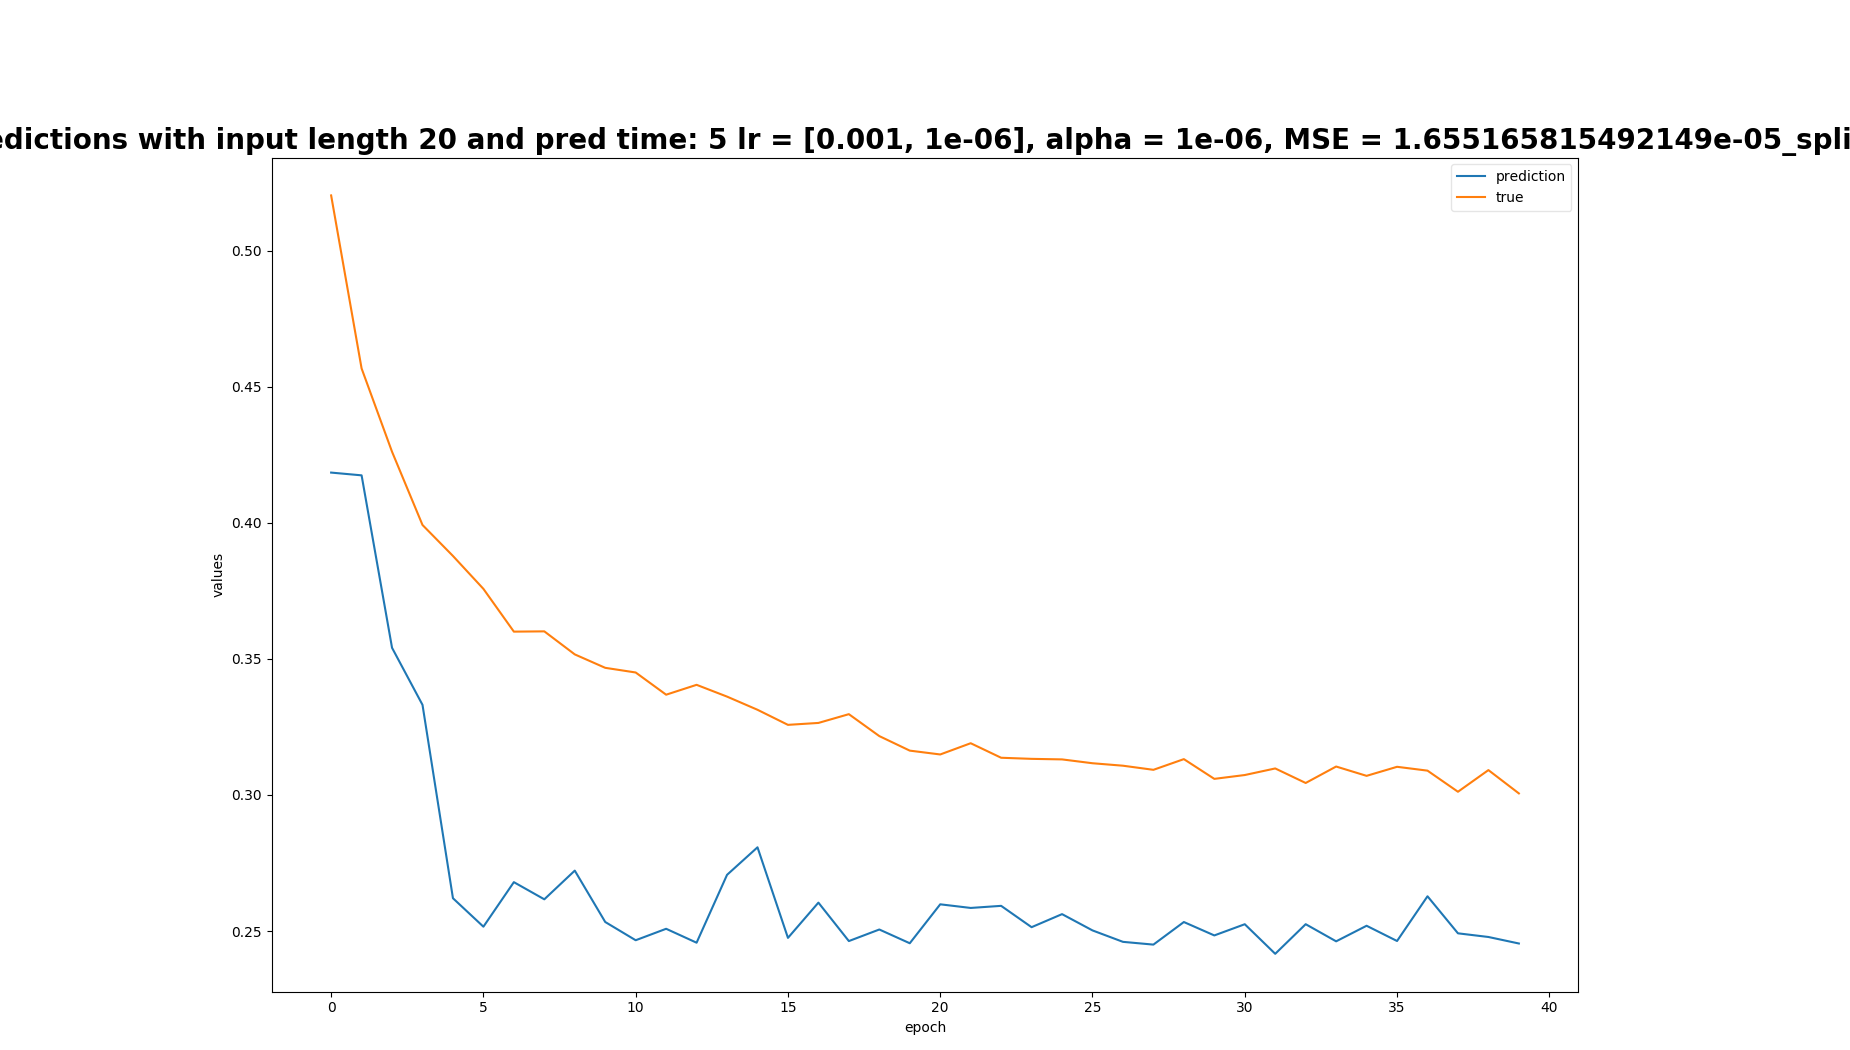 edictions with input length 20 and pred time: 5 lr = [0.001, 1e-06], alpha = 1e-06, MSE = 1.655165815492149e-05_spli
prediction
true
0.50
0.45
0.40
0.35
0.30
0.25
values
0 5 10 15 20 25 30 35 40
epoch